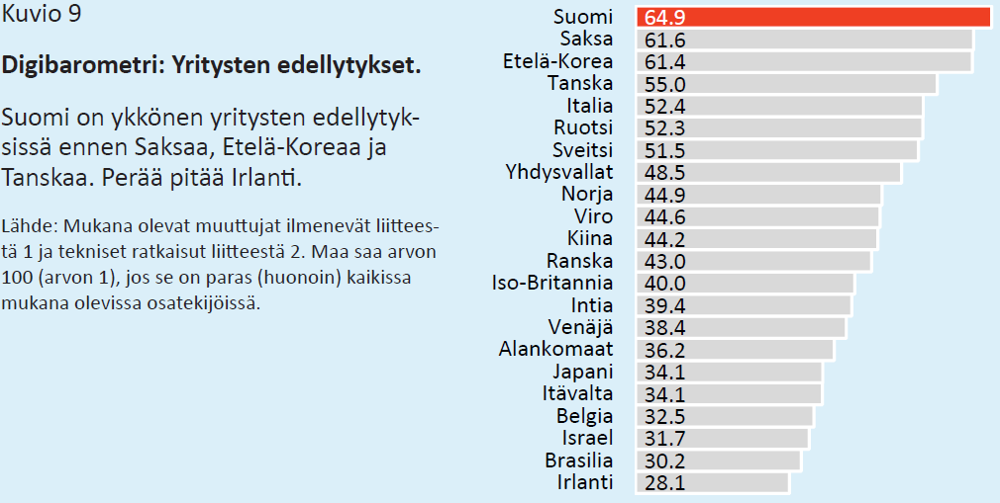 Kuvio 9
Digibarometri: Yritysten edellytykset.
Suomi on ykkönen yritysten edellytyk-
sissä ennen Saksaa, Etelä-Koreaa ja
Tanskaa. Perää pitää Irlanti.
Lähde: Mukana olevat muuttujat ilmenevät liittees-
tä 1 ja tekniset ratkaisut liitteestä 2. Maa saa arvon
100 (arvon 1), jos se on paras (huonoin) kaikissa
mukana olevissa osatekijöissä.
Suomi 64.9
Saksa 61.6
Etelä-Korea 61.4
Tanska 55.0
Italia 52.4
Ruotsi 52.3
Sveitsi 51.5
Yhdysvallat 48.5
Norja 44.9
Viro 44.6
Kiina 44.2
Ranska 43.0
Iso-Britannia 40.0
Intia 39.4
Venäjä 38.4
Alankomaat 36.2
Japani 34.1
Itävalta 34.1
Belgia 32.5
Israel 31.7
Brasilia 30.2
Irlanti 28.1